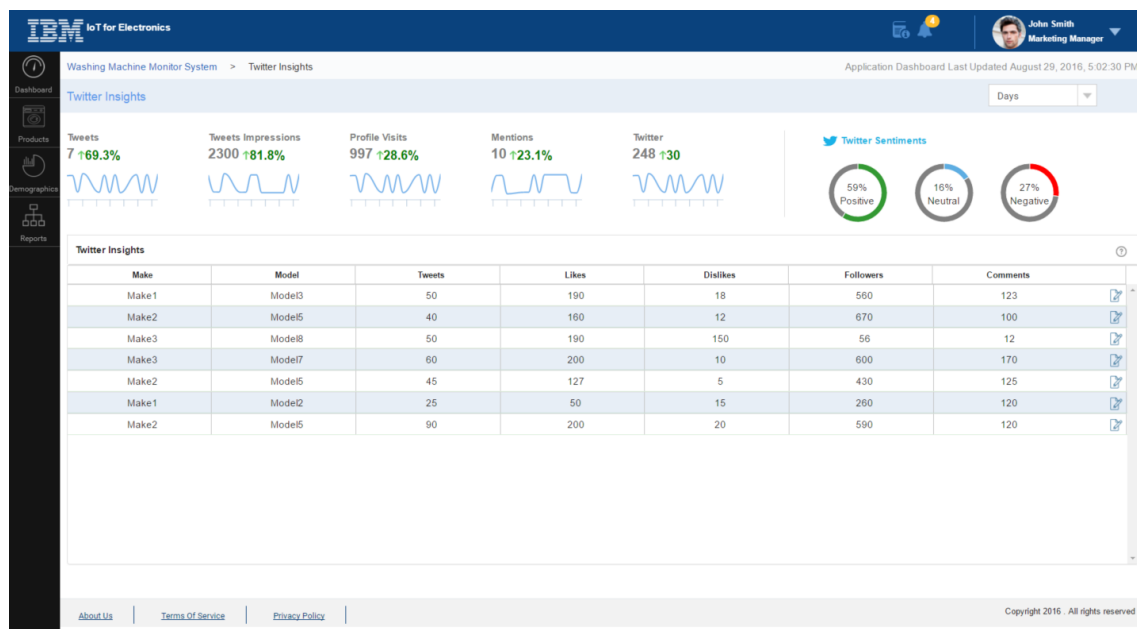 IBM IoT for Electronics
4
John Smith
Marketing Manager
Washing Machine Monitor System > Twitter Insights
Application Dashboard Last Updated August 29, 2016, 5:02:30 PM
Dashboard
Products
Demographics
Reports
Twitter Insights
Days
Tweets
7 ↑69.3%
Tweets Impressions
2300 ↑81.8%
Profile Visits
997 ↑28.6%
Mentions
10 ↑23.1%
Twitter
248 ↑30
Twitter Sentiments
59%
Positive
16%
Neutral
27%
Negative
Twitter Insights
Make Model Tweets Likes Dislikes Followers Comments
Make1 Model3 50 190 18 560 123
Make2 Model5 40 160 12 670 100
Make3 Model8 50 190 150 56 12
Make3 Model7 60 200 10 600 170
Make2 Model5 45 127 5 430 125
Make1 Model2 25 50 15 260 120
Make2 Model5 90 200 20 590 120
About Us Terms Of Service Privacy Policy
Copyright 2016 . All rights reserved